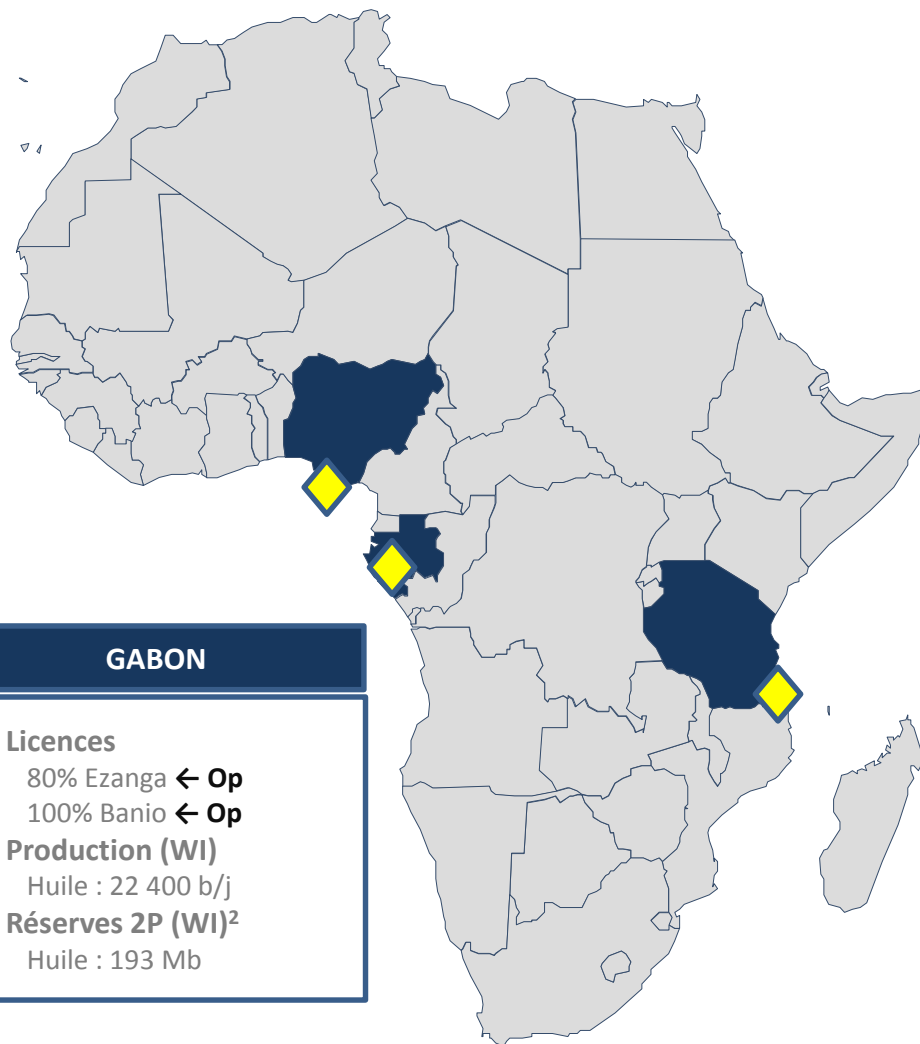 GABON
Licences
80% Ezanga ← Op
100% Banio ← Op
Production (WI)
Huile : 22 400 b/j
Réserves 2P (WI)²
Huile : 193 Mb